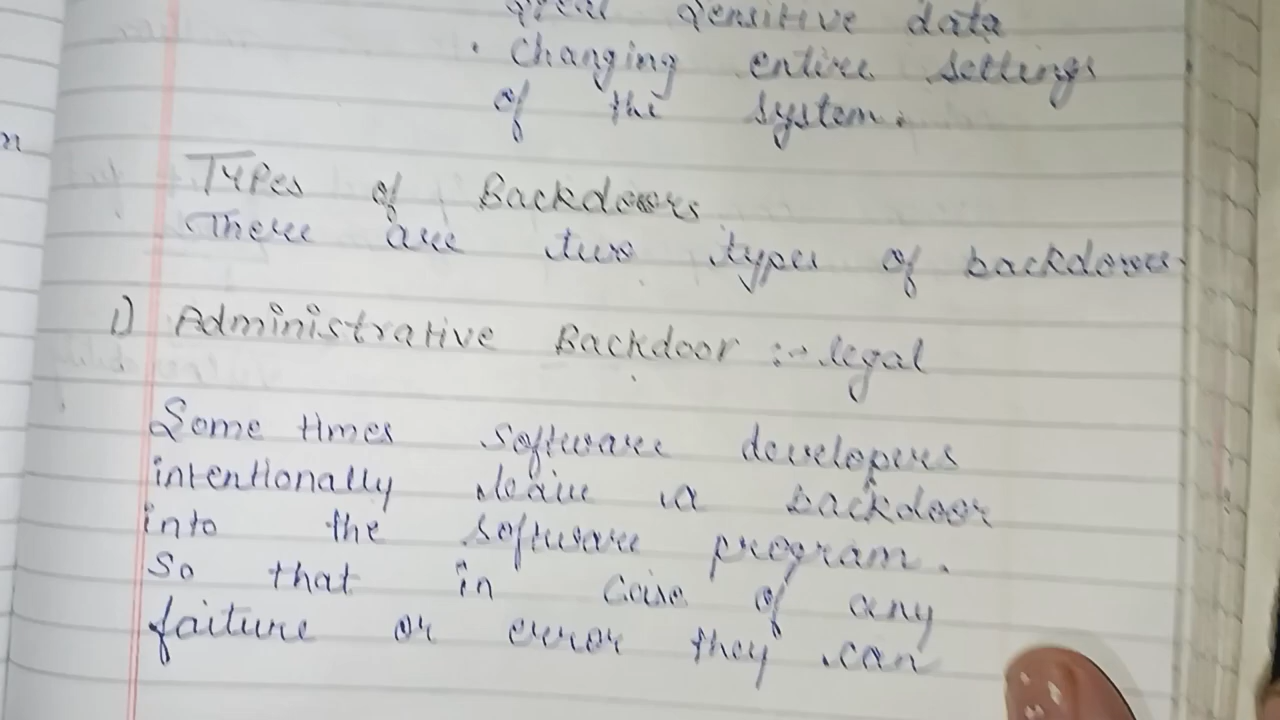 sensitive data
• Changing entire settings
of the system.
Types of Backdoors
There are two types of backdoors
1) Administrative Backdoor :- legal
Some times software developers
intentionally leave a backdoor
into the software program.
So that in case of any
faiture or error they can